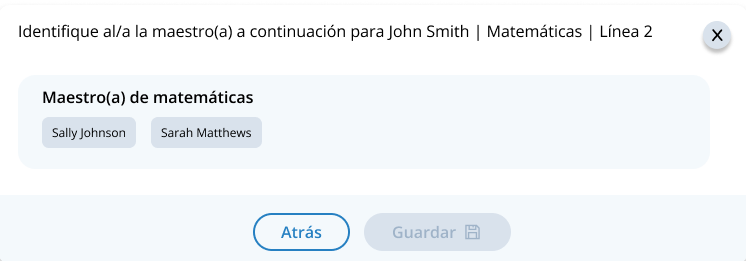 Identifique al/a la maestro(a) a continuación para John Smith | Matemáticas | Línea 2
Maestro(a) de matemáticas
Sally Johnson Sarah Matthews
Atrás Guardar